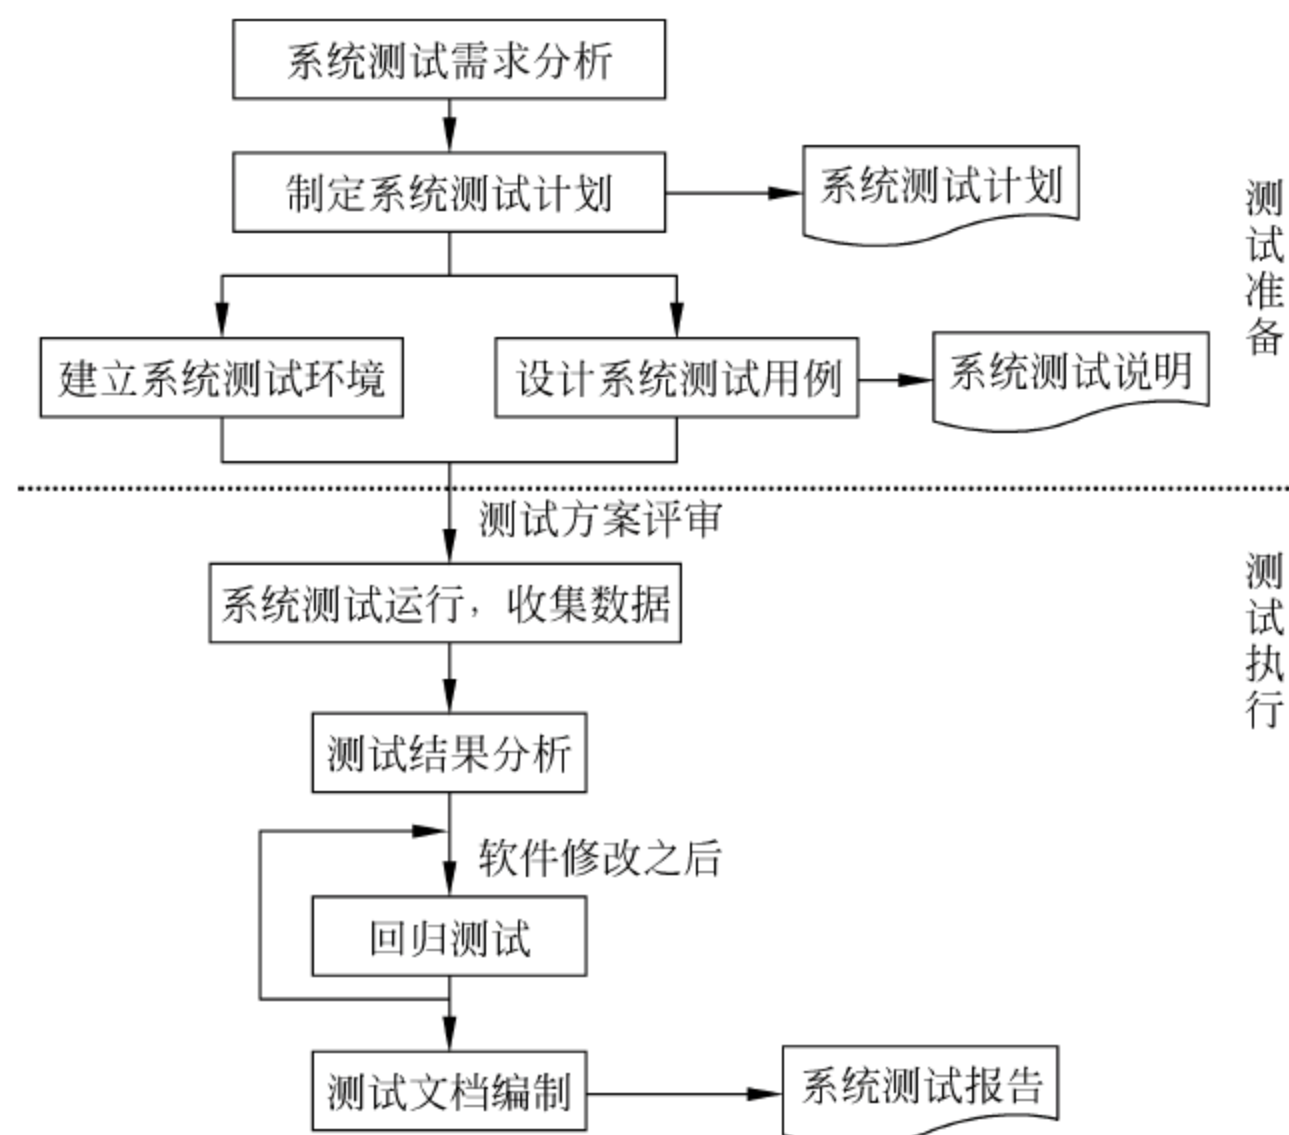 系统测试需求分析
制定系统测试计划
系统测试计划
测试准备
建立系统测试环境
设计系统测试用例
系统测试说明
测试方案评审
系统测试运行，收集数据
测试执行
测试结果分析
软件修改之后
回归测试
测试文档编制
系统测试报告